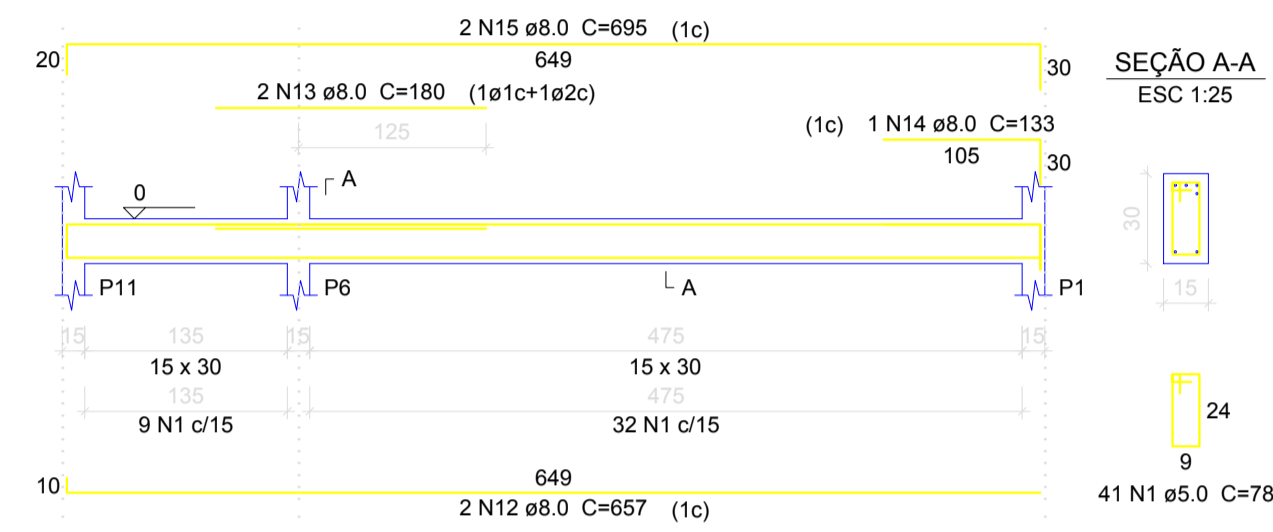 2 N15 ø8.0 C=695 (1c)
20
649
30
SEÇÃO A-A
ESC 1:25
2 N13 ø8.0 C=180 (1ø1c+1ø2c)
125
(1c) 1 N14 ø8.0 C=133
105
30
0
A
30
15
P11
P6
A
P1
15
135
15
475
15
15 x 30
15 x 30
135
475
9 N1 c/15
32 N1 c/15
24
9
41 N1 ø5.0 C=78
10
649
2 N12 ø8.0 C=657 (1c)